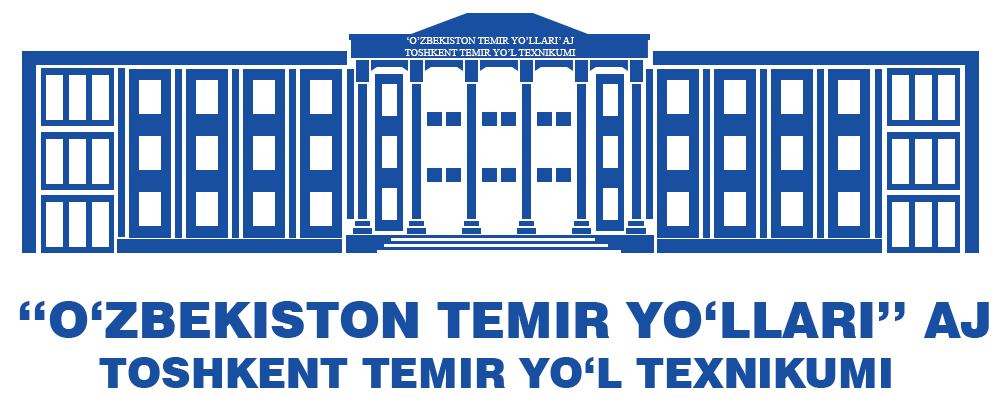 ‘O’ZBEKISTON TEMIR YO’LLARI’ AJ
TOSHKENT TEMIR YO’L TEXNIKUMI
“O‘ZBEKISTON TEMIR YO‘LLARI” AJ
TOSHKENT TEMIR YO‘L TEXNIKUMI